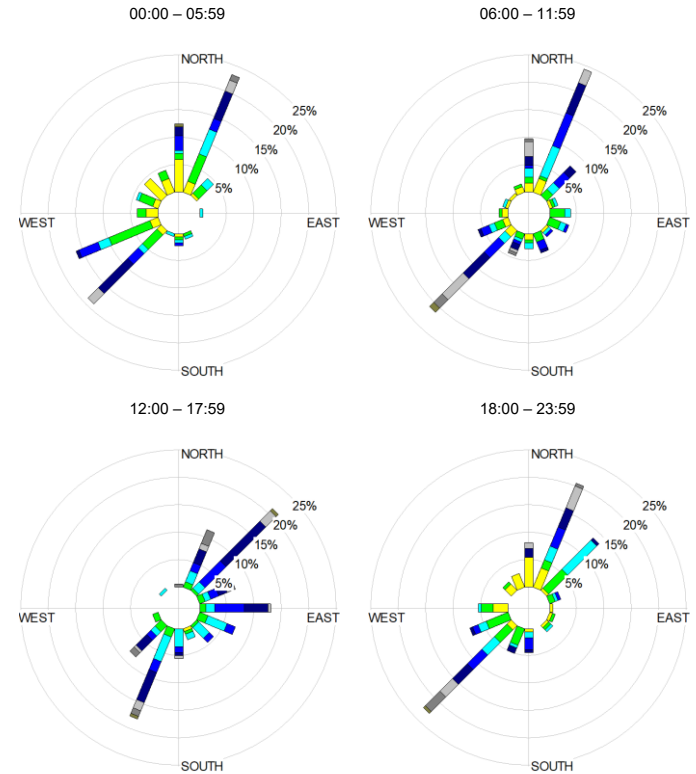 00:00 – 05:59
06:00 – 11:59
NORTH
25%
20%
15%
10%
5%
WEST
EAST
SOUTH
NORTH
25%
20%
15%
10%
5%
WEST
EAST
SOUTH
12:00 – 17:59
18:00 – 23:59
NORTH
25%
20%
15%
10%
5%
WEST
EAST
SOUTH
NORTH
25%
20%
15%
10%
5%
WEST
EAST
SOUTH